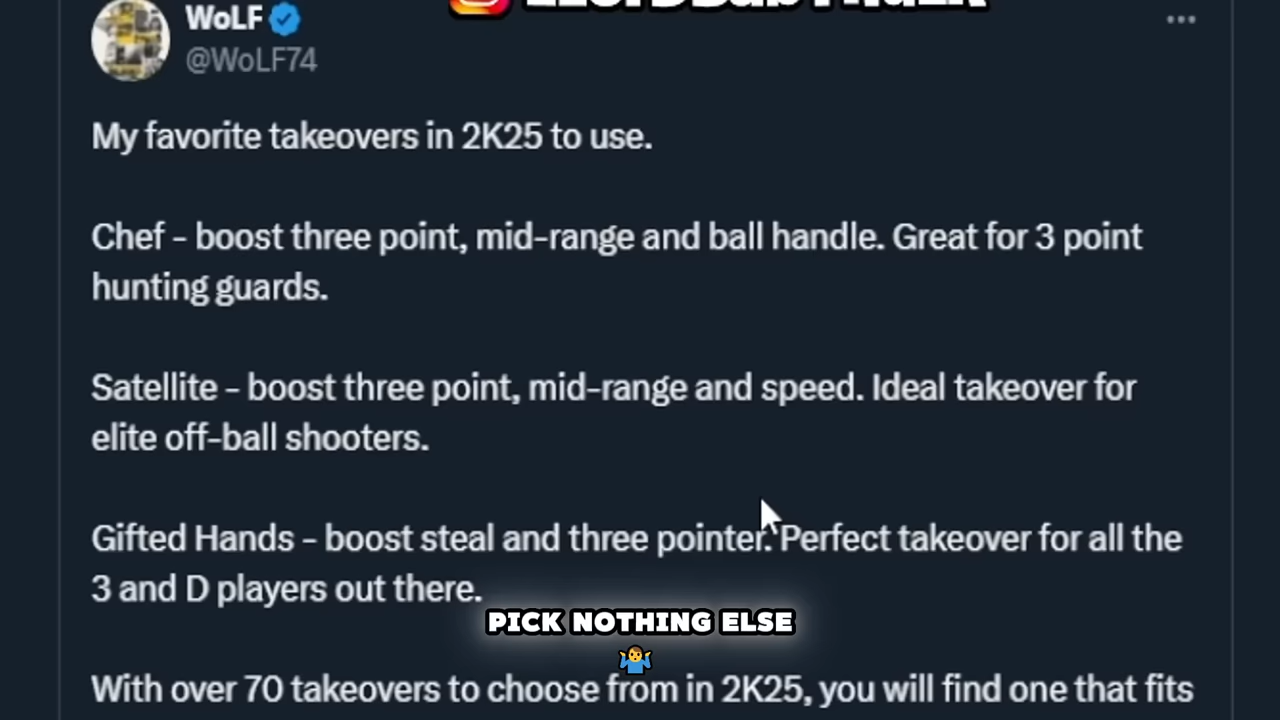 WoLF
@WoLF74
My favorite takeovers in 2K25 to use.
Chef - boost three point, mid-range and ball handle. Great for 3 point
hunting guards.
Satellite - boost three point, mid-range and speed. Ideal takeover for
elite off-ball shooters.
Gifted Hands - boost steal and three pointer. Perfect takeover for all the
3 and D players out there.
PICK NOTHING ELSE
With over 70 takeovers to choose from in 2K25, you will find one that fits